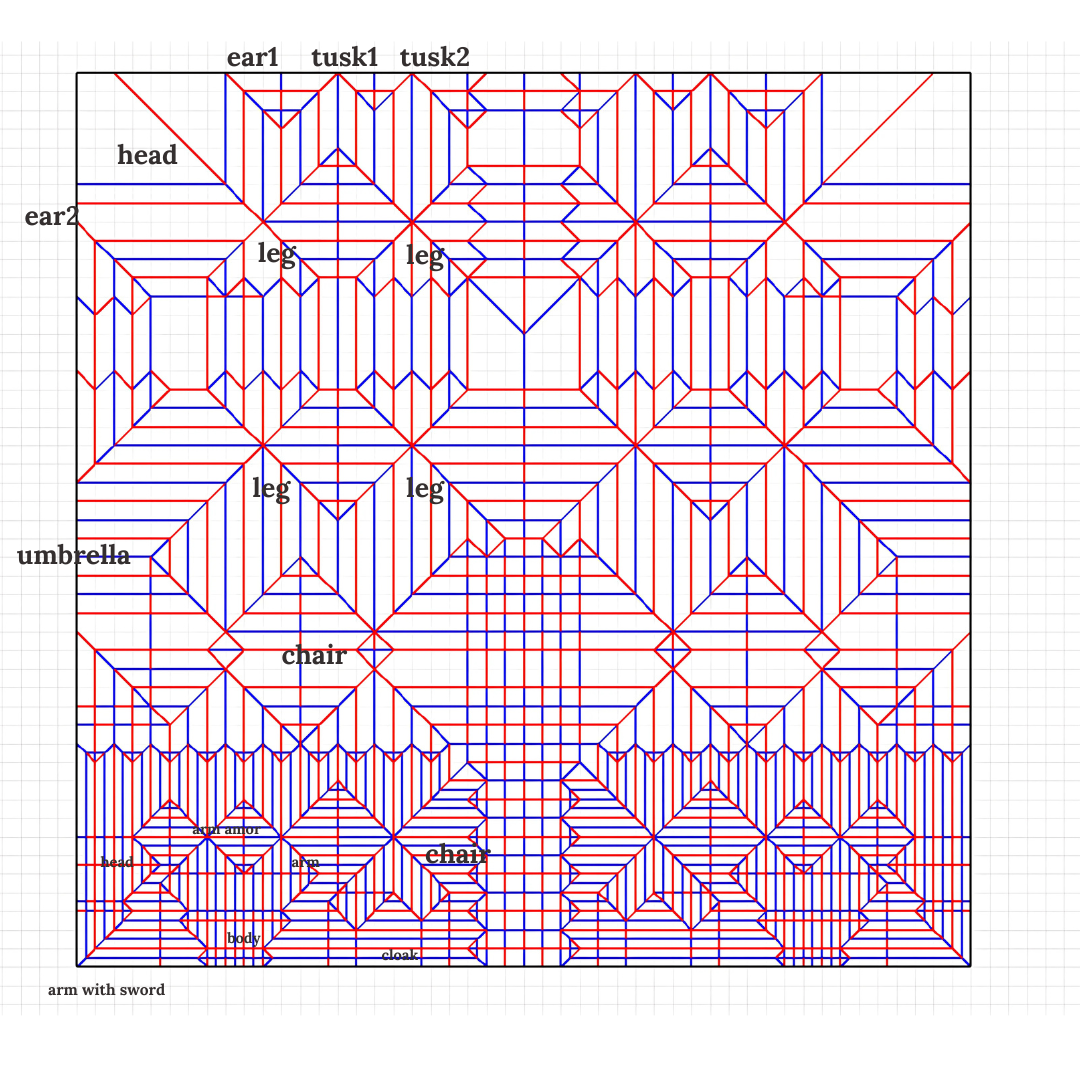 ear1 tusk1 tusk2
head
ear2
leg leg
leg leg
umbrella
chair
arm amor
head arm chair
body
cloak
arm with sword